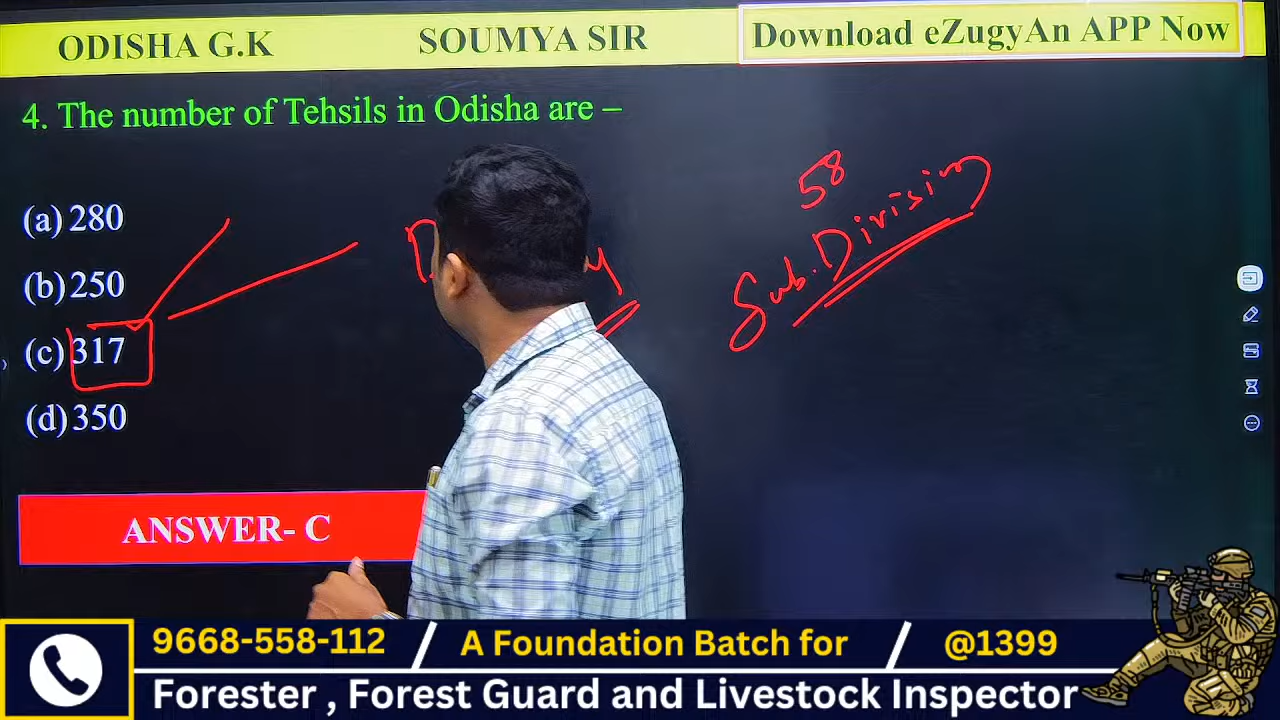 ODISHA G.K SOUMYA SIR Download eZugyAn APP Now
4. The number of Tehsils in Odisha are –
58
Sub. Division
(a) 280
(b) 250
(c) 317
(d) 350
ANSWER- C
9668-558-112 / A Foundation Batch for / @1399
Forester , Forest Guard and Livestock Inspector